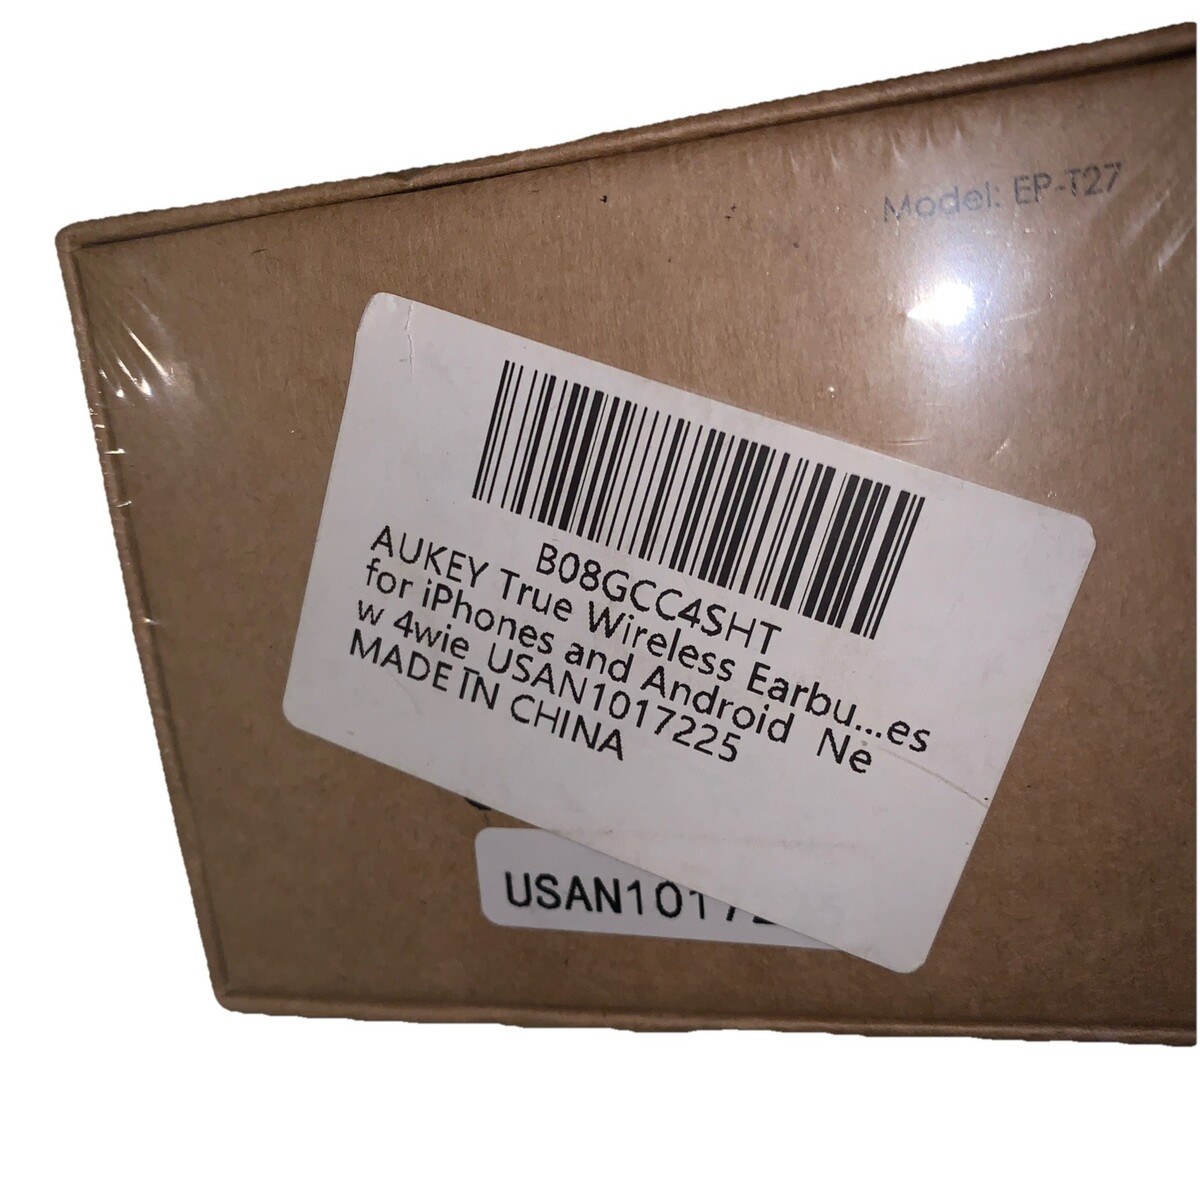 Model: EP-T27
B08GCC4SHT
AUKEY True Wireless Earbu...es
for iPhones and Android Ne
w 4wie USAN1017225
MADE IN CHINA
USAN1017